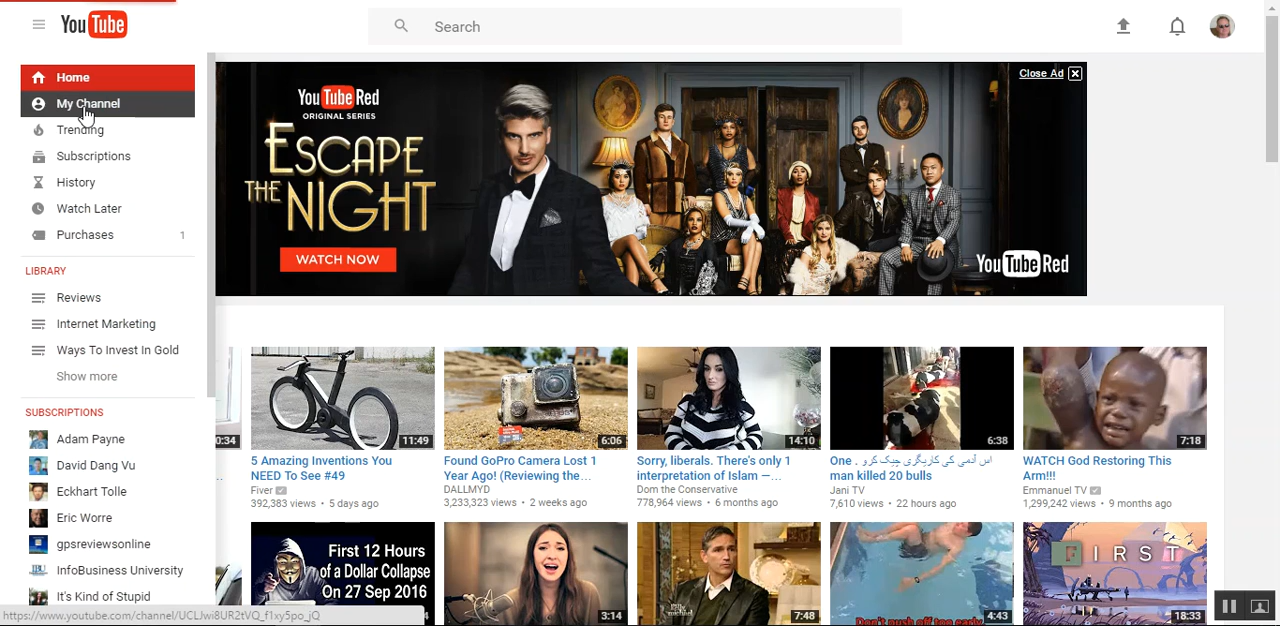 YouTube
Search
Home
My Channel
Trending
Subscriptions
History
Watch Later
Purchases 1
LIBRARY
Reviews
Internet Marketing
Ways To Invest In Gold
Show more
SUBSCRIPTIONS
Adam Payne
David Dang Vu
Eckhart Tolle
Eric Worre
gpsreviewsonline
InfoBusiness University
It's Kind of Stupid
https://www.youtube.com/channel/UCLJwi8UR2tVQ_f1xy5po_jQ
Close Ad
YouTube Red
ORIGINAL SERIES
ESCAPE
THE NIGHT
WATCH NOW
YouTube Red
0:34
11:49
6:06
14:10
6:38
7:18
5 Amazing Inventions You
NEED To See #49
Fiver
392,383 views • 5 days ago
Found GoPro Camera Lost 1
Year Ago! (Reviewing the...
DALLMYD
3,233,323 views • 2 weeks ago
Sorry, liberals. There's only 1
interpretation of Islam —...
Dom the Conservative
778,964 views • 6 months ago
One . اس آدمی کی کاریگری چیک کرو
man killed 20 bulls
Jani TV
7,610 views • 22 hours ago
WATCH God Restoring This
Arm!!!
Emmanuel TV
1,299,242 views • 9 months ago
First 12 Hours
of a Dollar Collapse
On 27 Sep 2016
3:14
7:48
Don't push off too early
4:43
FIRST
18:33